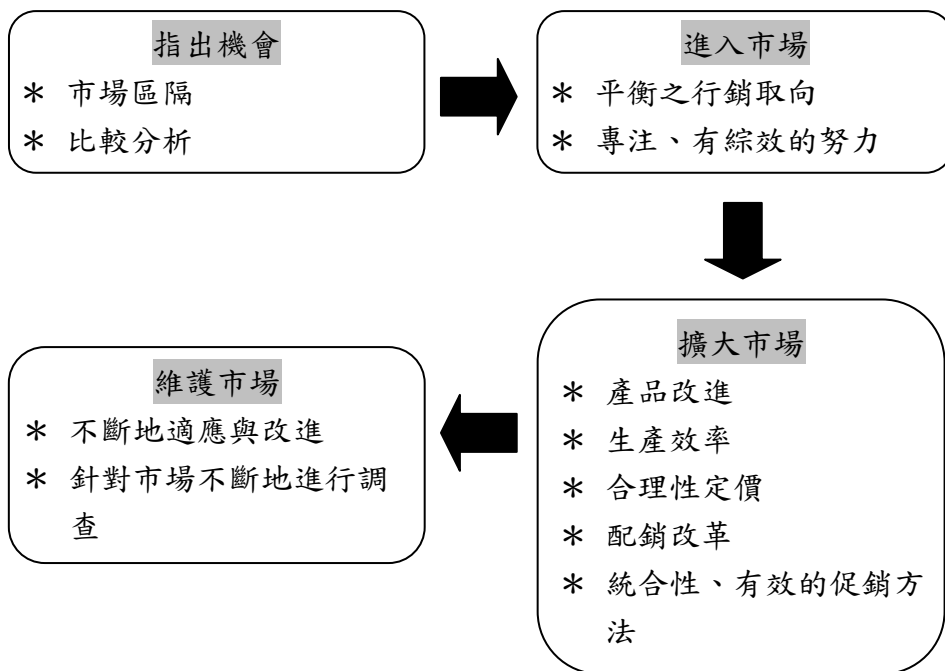 指出機會
* 市場區隔
* 比較分析
進入市場
* 平衡之行銷取向
* 專注、有綜效的努力
擴大市場
* 產品改進
* 生產效率
* 合理性定價
* 配銷改革
* 統合性、有效的促銷方
法
維護市場
* 不斷地適應與改進
* 針對市場不斷地進行調
查